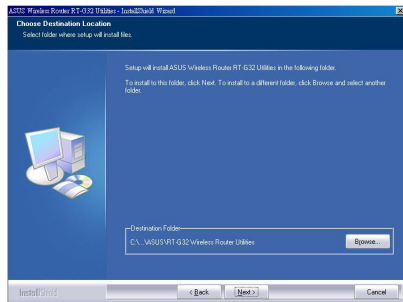 ASUS Wireless Router RT-G32 Utilities - InstallShield Wizard
Choose Destination Location
Select folder where setup will install files.
Setup will install ASUS Wireless Router RT-G32 Utilities in the following folder.
To install to this folder, click Next. To install to a different folder, click Browse and select another
folder.
Destination Folder
C:\...\ASUS\RT-G32 Wireless Router Utilities
Browse...
InstallShield
< Back
Next >
Cancel